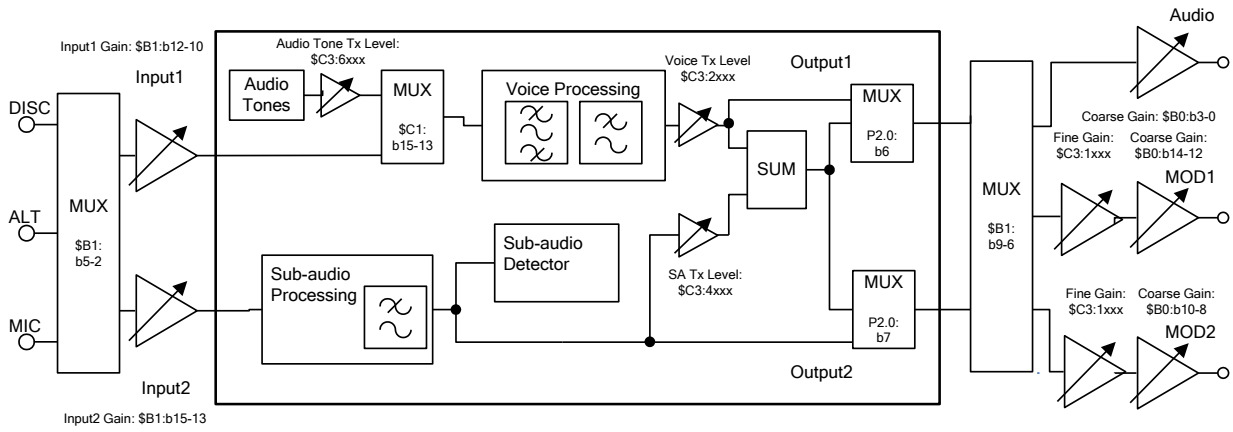 Audio
Input1 Gain: $B1:b12-10
Input1
Audio Tone Tx Level:
$C3:6xxx
Audio
Tones
MUX
$C1:
b15-13
Voice Processing
Voice Tx Level
$C3:2xxx
Output1
MUX
P2.0:
b6
SUM
DISC
ALT
MIC
MUX
$B1:
b5-2
Sub-audio
Processing
Sub-audio
Detector
SA Tx Level:
$C3:4xxx
MUX
P2.0:
b7
Output2
MUX
$B1:
b9-6
Coarse Gain: $B0:b3-0
Fine Gain:
$C3:1xxx
Coarse Gain:
$B0:b14-12
MOD1
Fine Gain:
$C3:1xxx
Coarse Gain:
$B0:b10-8
MOD2
Input2
Input2 Gain: $B1:b15-13